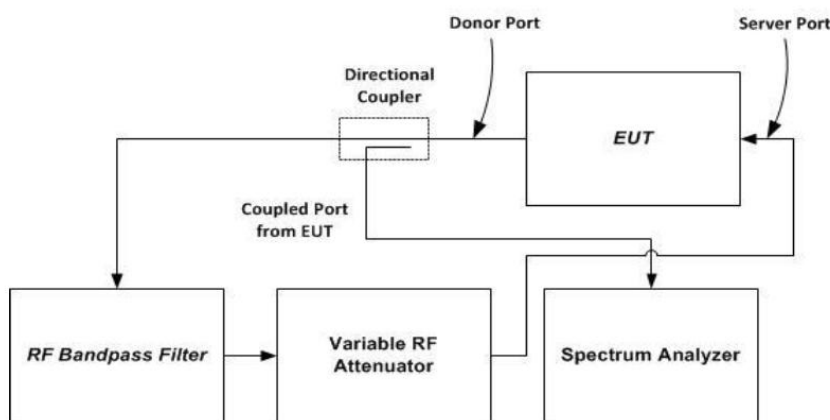 Donor Port
Server Port
Directional
Coupler
EUT
Coupled Port
from EUT
RF Bandpass Filter
Variable RF
Attenuator
Spectrum Analyzer